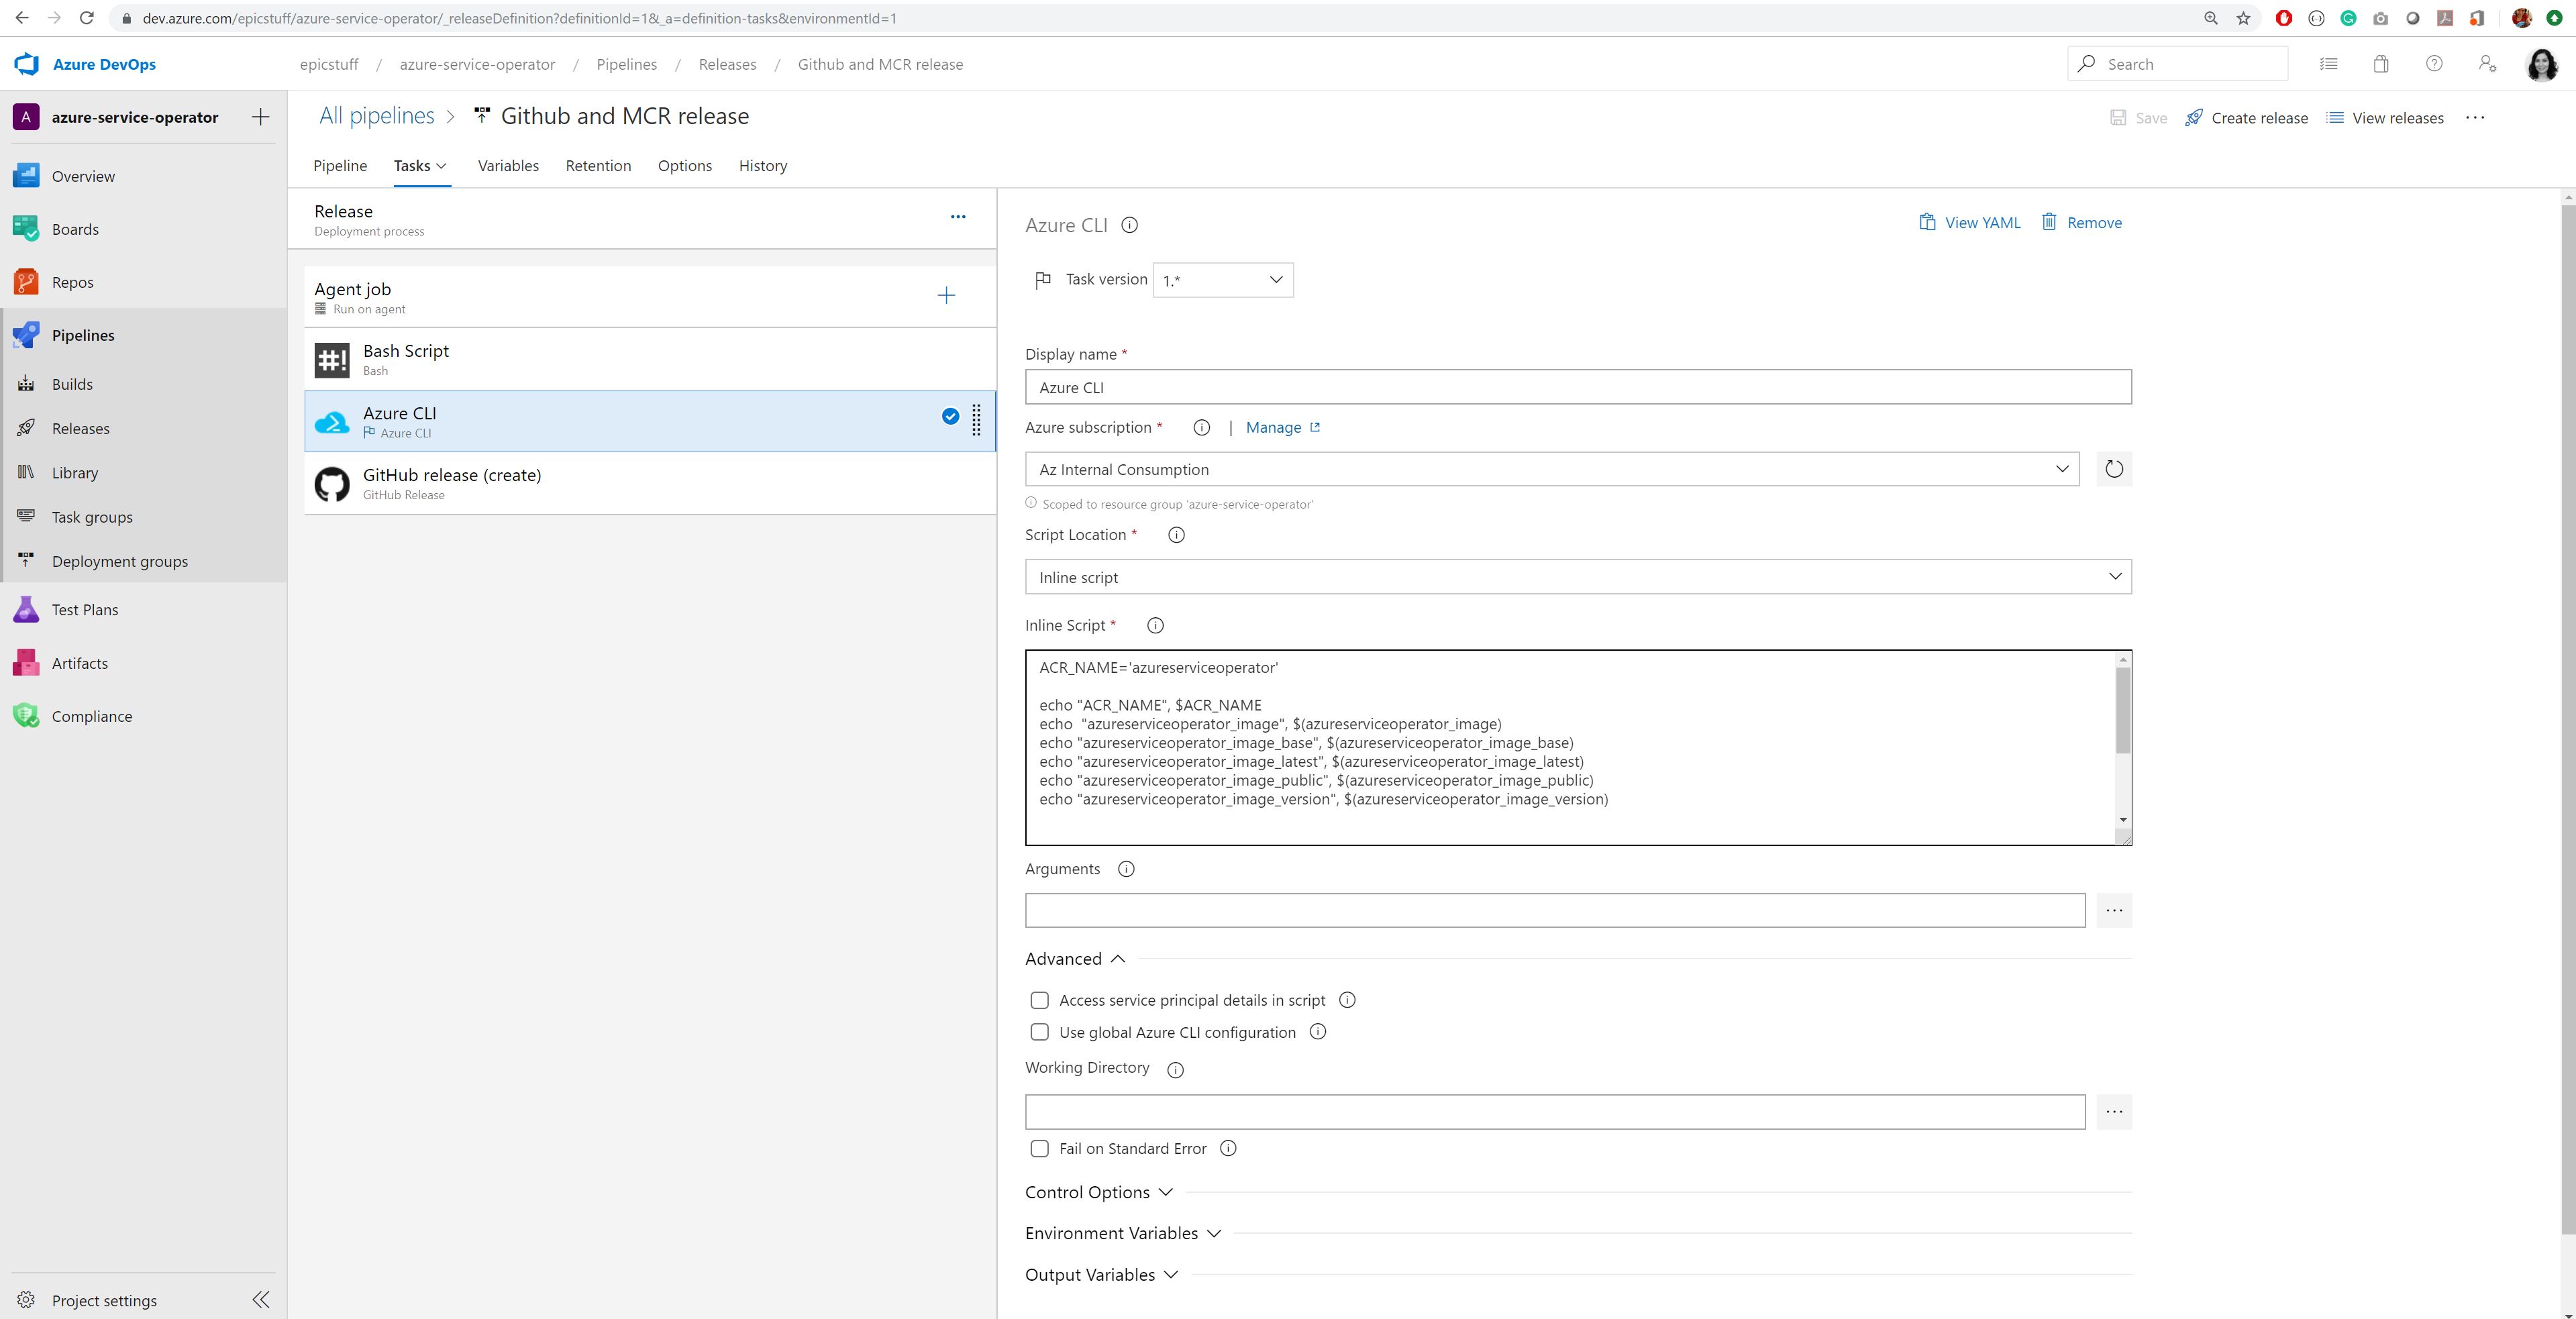 dev.azure.com/epicstuff/azure-service-operator/_releaseDefinition?definitionId=1&_a=definition-tasks&environmentId=1
Azure DevOps
epicstuff / azure-service-operator / Pipelines / Releases / Github and MCR release
Search
A azure-service-operator
Overview
Boards
Repos
Pipelines
Builds
Releases
Library
Task groups
Deployment groups
Test Plans
Artifacts
Compliance
Project settings
All pipelines > Github and MCR release
Save Create release View releases ...
Pipeline Tasks Variables Retention Options History
Release
Deployment process
Agent job
Run on agent
#! Bash Script
Bash
Azure CLI
Azure CLI
GitHub release (create)
GitHub Release
Azure CLI
View YAML Remove
Task version 1.*
Display name *
Azure CLI
Azure subscription * | Manage
Az Internal Consumption
Scoped to resource group 'azure-service-operator'
Script Location *
Inline script
Inline Script *
ACR_NAME='azureserviceoperator'
echo "ACR_NAME", $ACR_NAME
echo  "azureserviceoperator_image", $(azureserviceoperator_image)
echo "azureserviceoperator_image_base", $(azureserviceoperator_image_base)
echo "azureserviceoperator_image_latest", $(azureserviceoperator_image_latest)
echo "azureserviceoperator_image_public", $(azureserviceoperator_image_public)
echo "azureserviceoperator_image_version", $(azureserviceoperator_image_version)
Arguments
...
Advanced
Access service principal details in script
Use global Azure CLI configuration
Working Directory
...
Fail on Standard Error
Control Options
Environment Variables
Output Variables